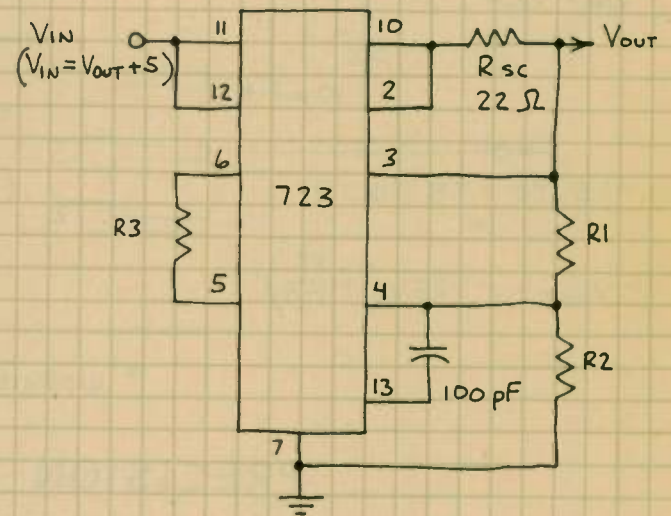 VIN
(VIN = VOUT + 5)
11
12
6
R3
5
723
10
2
3
4
13
7
RSC
22 Ω
VOUT
R1
R2
100 pF